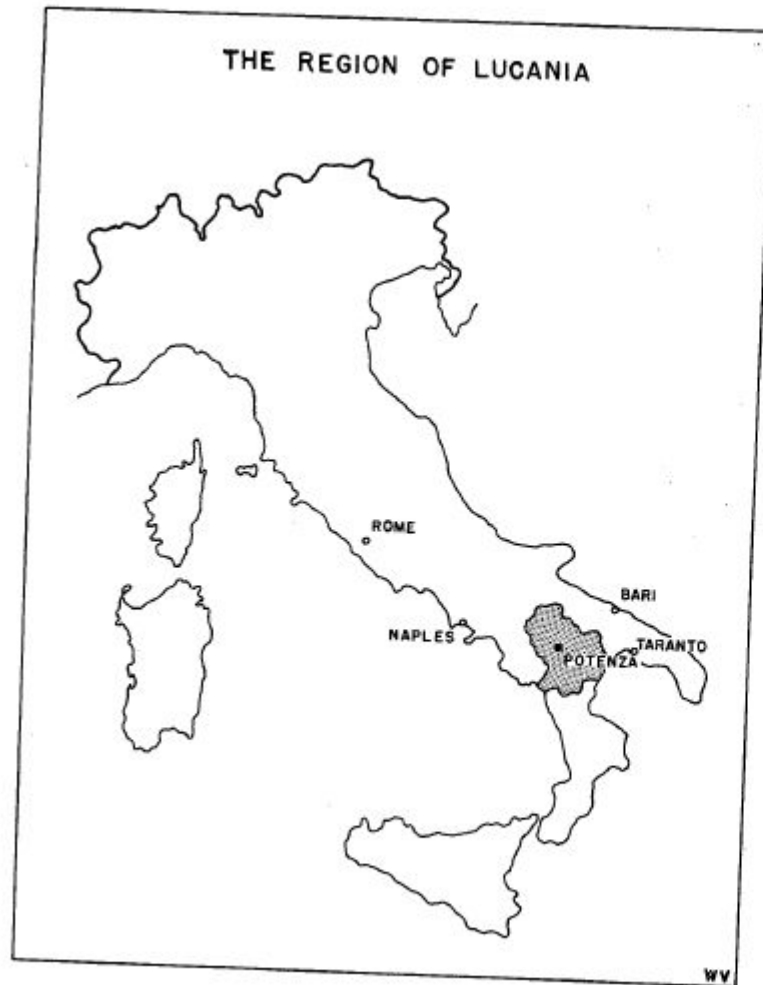 THE REGION OF LUCANIA
ROME
BARI
NAPLES
TARANTO
POTENZA
WV